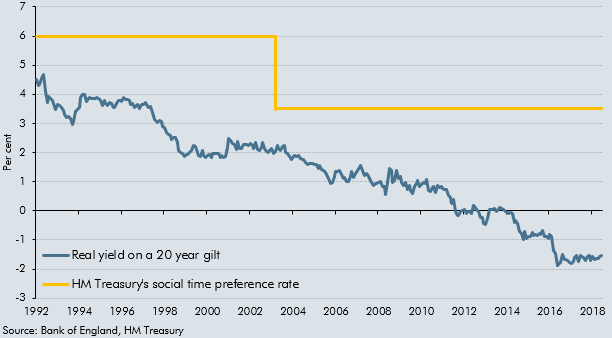 7
6
5
4
3
2
1
0
-1
-2
-3
Per cent
Real yield on a 20 year gilt
HM Treasury's social time preference rate
1992 1994 1996 1998 2000 2002 2004 2006 2008 2010 2012 2014 2016 2018
Source: Bank of England, HM Treasury